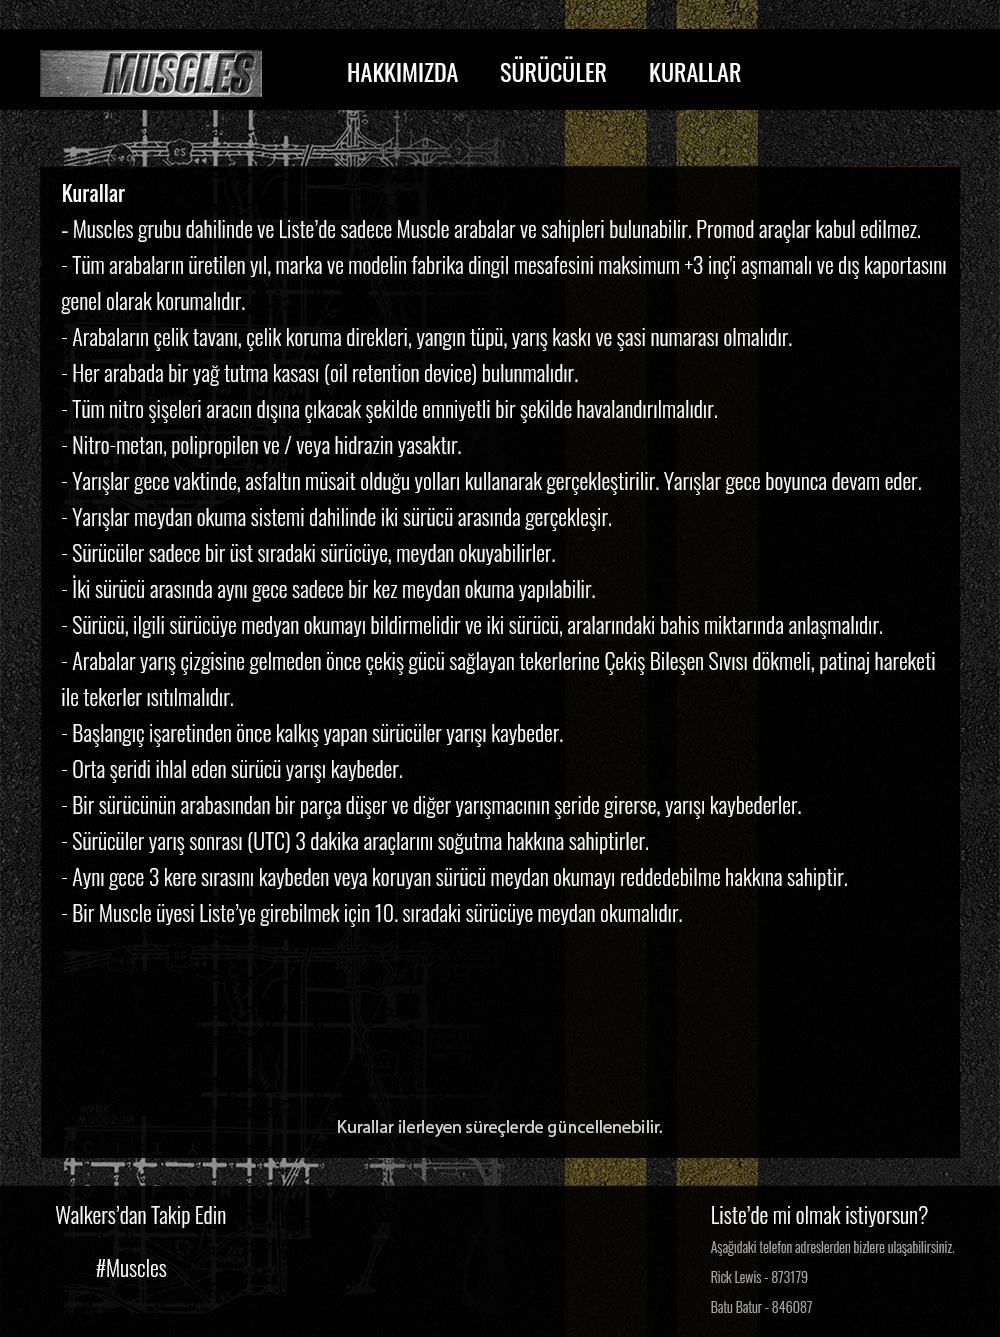 MUSCLES
HAKKIMIZDA SÜRÜCÜLER KURALLAR
Kurallar
- Muscles grubu dahilinde ve Liste’de sadece Muscle arabalar ve sahipleri bulunabilir. Promod araçlar kabul edilmez.
- Tüm arabaların üretilen yıl, marka ve modelin fabrika dingil mesafesini maksimum +3 inç'i aşmamalı ve dış kaportasını
genel olarak korumalıdır.
- Arabaların çelik tavanı, çelik koruma direkleri, yangın tüpü, yarış kaskı ve şasi numarası olmalıdır.
- Her arabada bir yağ tutma kasası (oil retention device) bulunmalıdır.
- Tüm nitro şişeleri aracın dışına çıkacak şekilde emniyetli bir şekilde havalandırılmalıdır.
- Nitro-metan, polipropilen ve / veya hidrazin yasaktır.
- Yarışlar gece vaktinde, asfaltın müsait olduğu yolları kullanarak gerçekleştirilir. Yarışlar gece boyunca devam eder.
- Yarışlar meydan okuma sistemi dahilinde iki sürücü arasında gerçekleşir.
- Sürücüler sadece bir üst sıradaki sürücüye, meydan okuyabilirler.
- İki sürücü arasında aynı gece sadece bir kez meydan okuma yapılabilir.
- Sürücü, ilgili sürücüye medyan okumayı bildirmelidir ve iki sürücü, aralarındaki bahis miktarında anlaşmalıdır.
- Arabalar yarış çizgisine gelmeden önce çekiş gücü sağlayan tekerlerine Çekiş Bileşen Sıvısı dökmeli, patinaj hareketi
ile tekerler ısıtılmalıdır.
- Başlangıç işaretinden önce kalkış yapan sürücüler yarışı kaybeder.
- Orta şeridi ihlal eden sürücü yarışı kaybeder.
- Bir sürücünün arabasından bir parça düşer ve diğer yarışmacının şeride girerse, yarışı kaybederler.
- Sürücüler yarış sonrası (UTC) 3 dakika araçlarını soğutma hakkına sahiptirler.
- Aynı gece 3 kere sırasını kaybeden veya koruyan sürücü meydan okumayı reddedebilme hakkına sahiptir.
- Bir Muscle üyesi Liste’ye girebilmek için 10. sıradaki sürücüye meydan okumalıdır.
Kurallar ilerleyen süreçlerde güncellenebilir.
Walkers’dan Takip Edin
#Muscles
Liste’de mi olmak istiyorsun?
Aşağıdaki telefon adreslerden bizlere ulaşabilirsiniz.
Rick Lewis - 873179
Batu Batur - 846087